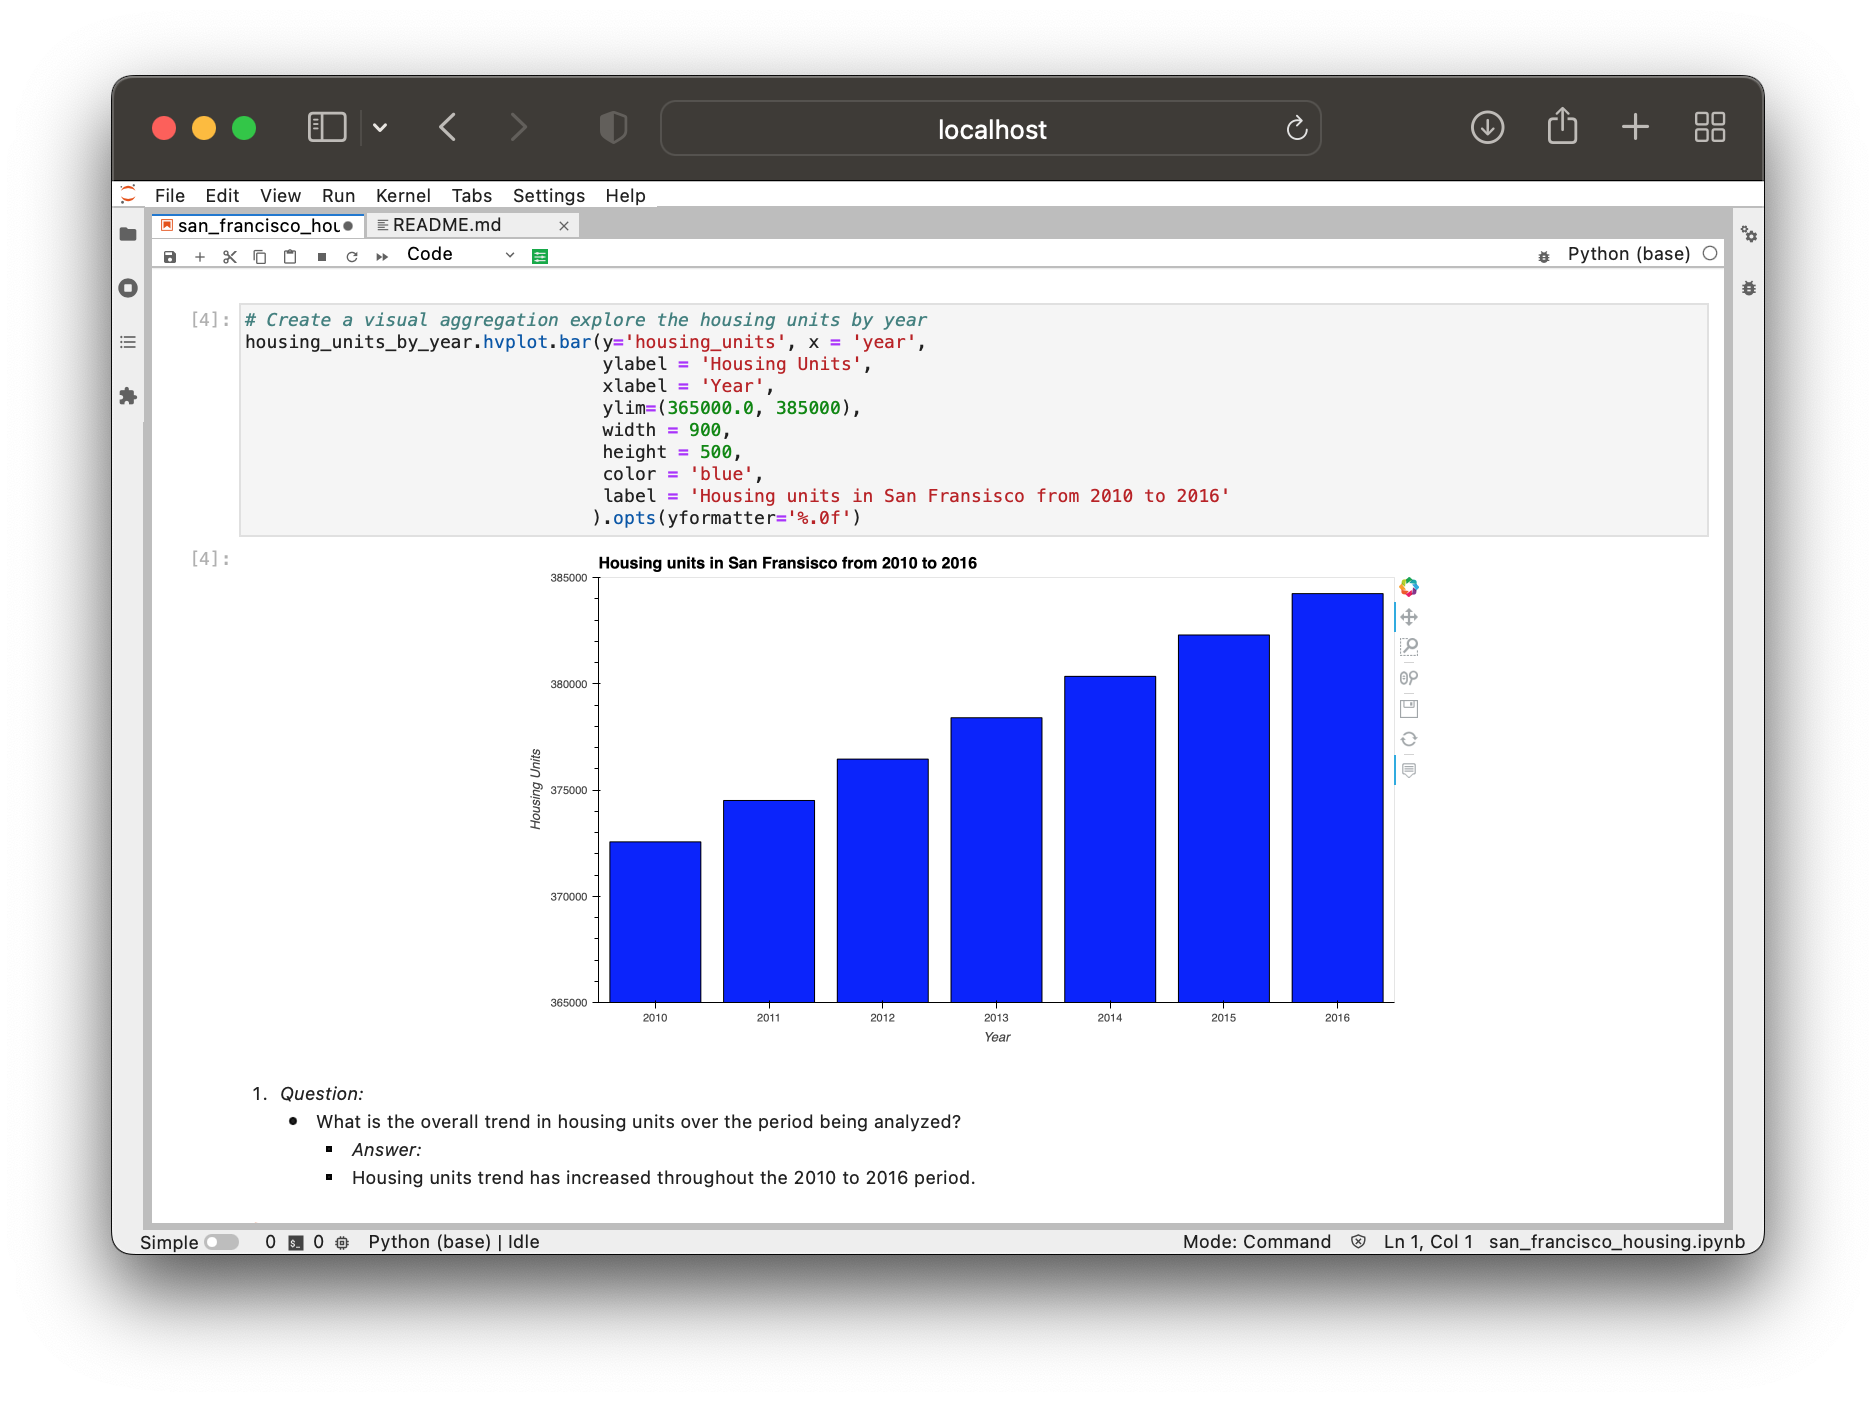 localhost
File Edit View Run Kernel Tabs Settings Help
san_francisco_hou README.md
Code Python (base)
[4]: # Create a visual aggregation explore the housing units by year
housing_units_by_year.hvplot.bar(y='housing_units', x = 'year',
ylabel = 'Housing Units',
xlabel = 'Year',
ylim=(365000.0, 385000),
width = 900,
height = 500,
color = 'blue',
label = 'Housing units in San Fransisco from 2010 to 2016'
).opts(yformatter='%.0f')
[4]:
Housing units in San Fransisco from 2010 to 2016
385000
380000
375000
370000
365000
Housing Units
2010 2011 2012 2013 2014 2015 2016
Year
1. Question:
• What is the overall trend in housing units over the period being analyzed?
▪ Answer:
▪ Housing units trend has increased throughout the 2010 to 2016 period.
Simple 0 $_ 0 Python (base) | Idle Mode: Command Ln 1, Col 1 san_francisco_housing.ipynb